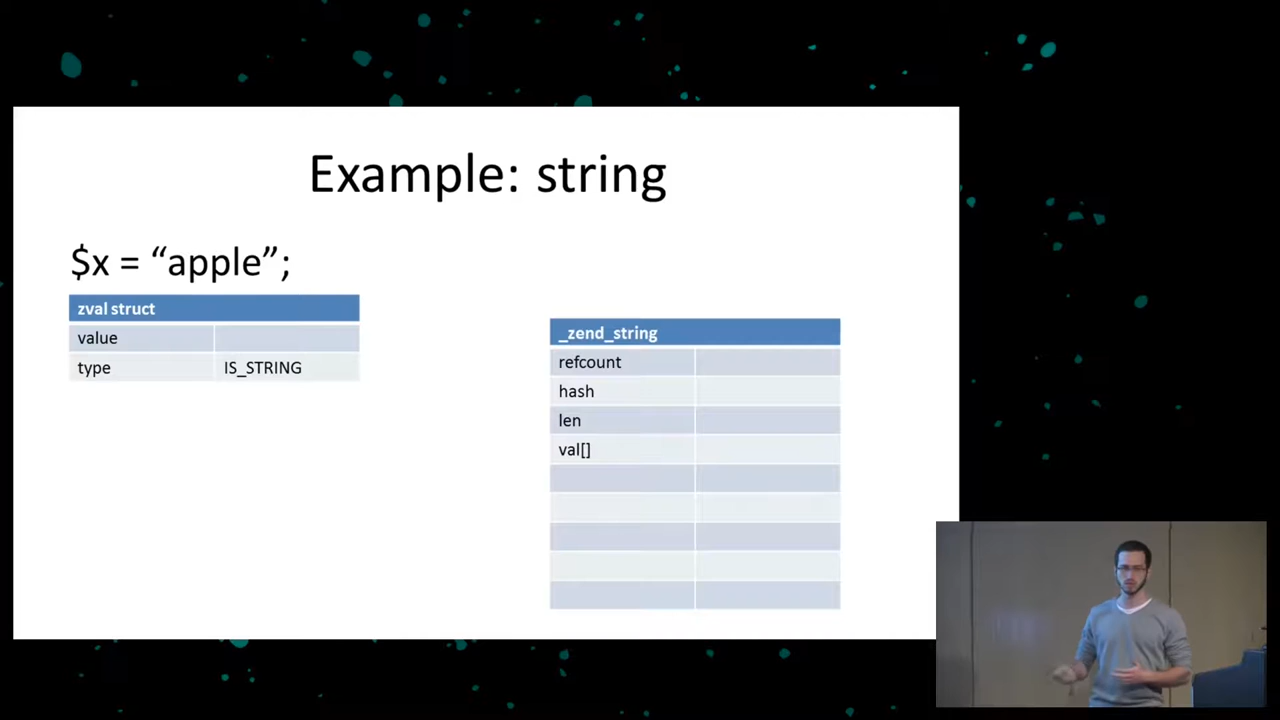 Example: string
$x = “apple”;
zval struct
value
type IS_STRING
_zend_string
refcount
hash
len
val[]